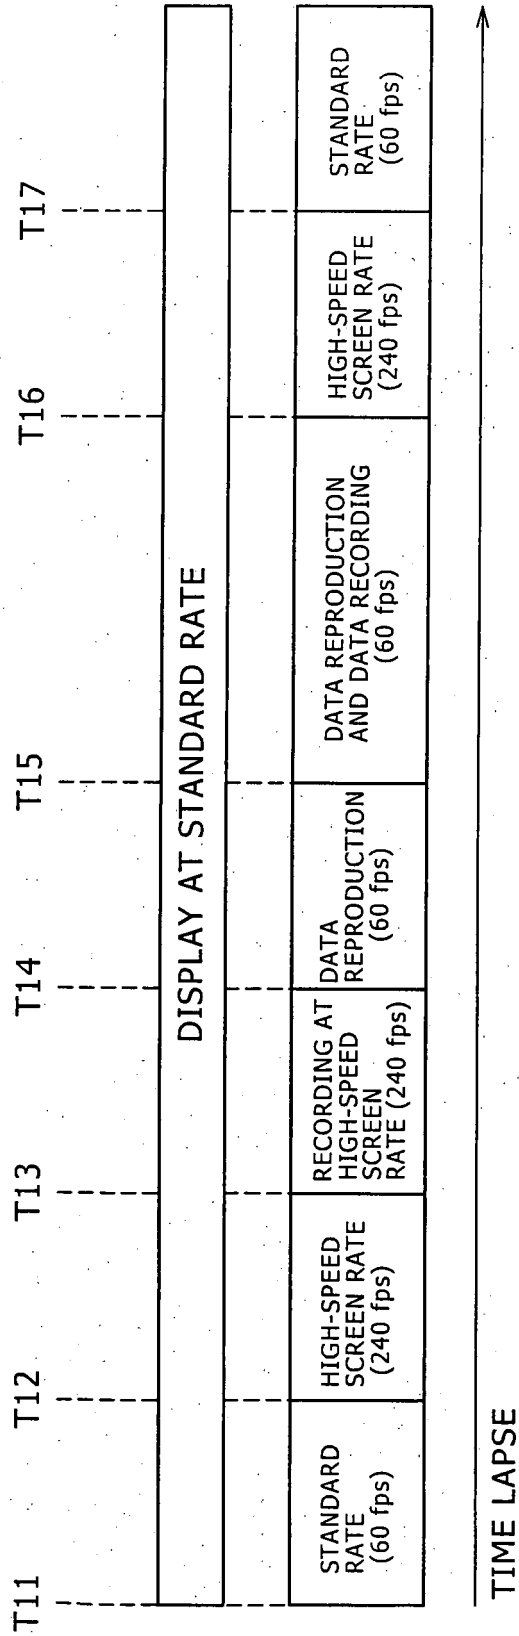 T11
T12
T13
T14
T15
T16
T17
DISPLAY AT STANDARD RATE
STANDARD
RATE
(60 fps)
HIGH-SPEED
SCREEN RATE
(240 fps)
RECORDING AT
HIGH-SPEED
SCREEN
RATE (240 fps)
DATA
REPRODUCTION
(60 fps)
DATA REPRODUCTION
AND DATA RECORDING
(60 fps)
HIGH-SPEED
SCREEN RATE
(240 fps)
STANDARD
RATE
(60 fps)
TIME LAPSE